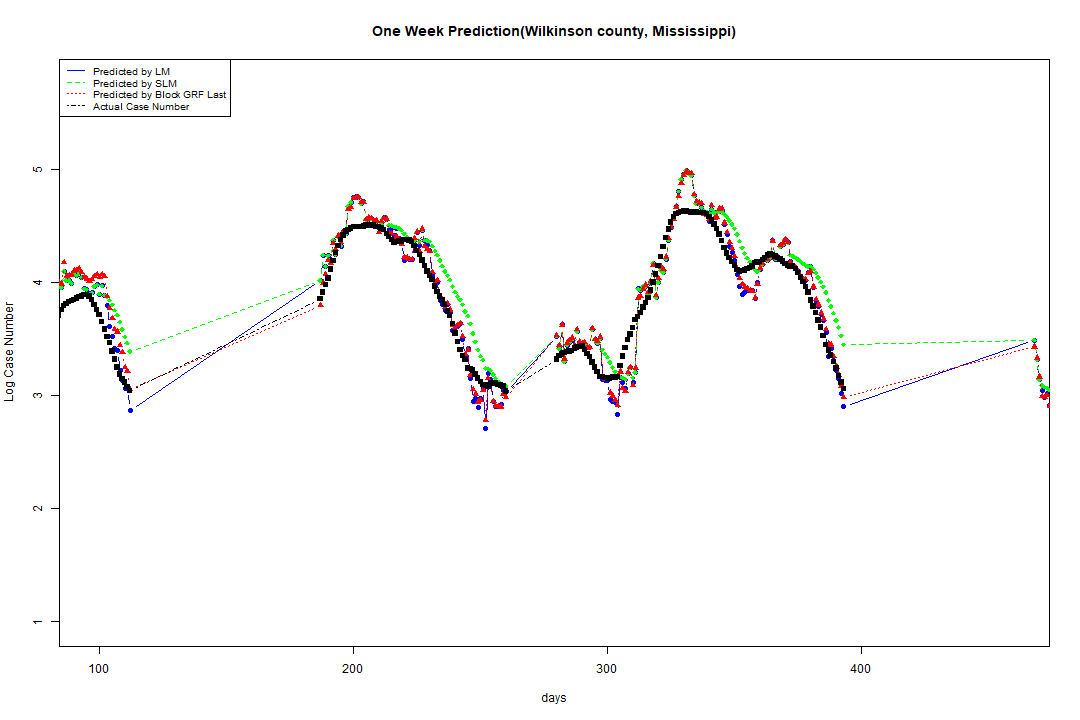 One Week Prediction(Wilkinson county, Mississippi)
Predicted by LM
Predicted by SLM
Predicted by Block GRF Last
Actual Case Number
Log Case Number
5
4
3
2
1
100 200 300 400
days